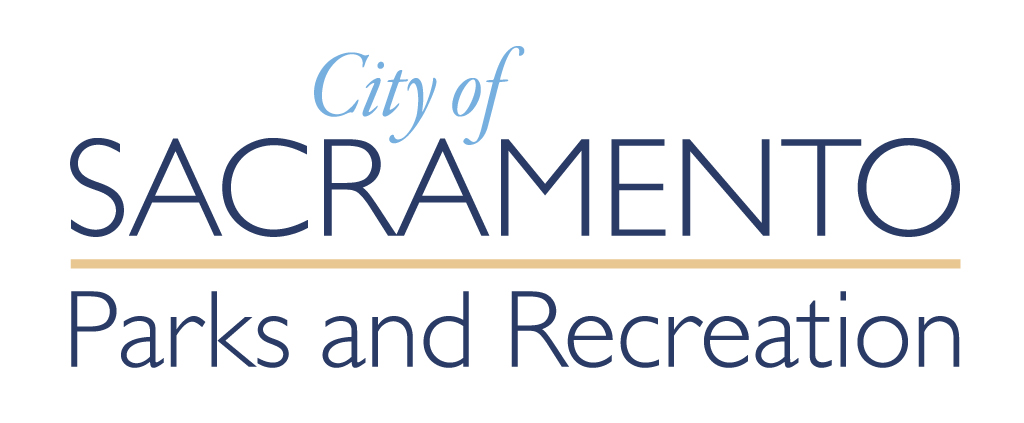 City of
SACRAMENTO
Parks and Recreation